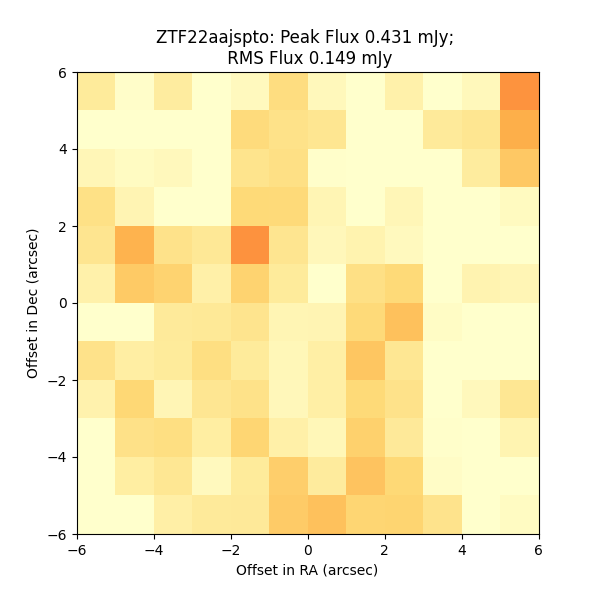 ZTF22aajspto: Peak Flux 0.431 mJy;
RMS Flux 0.149 mJy
6
4
2
0
−2
−4
−6
Offset in Dec (arcsec)
−6 −4 −2 0 2 4 6
Offset in RA (arcsec)